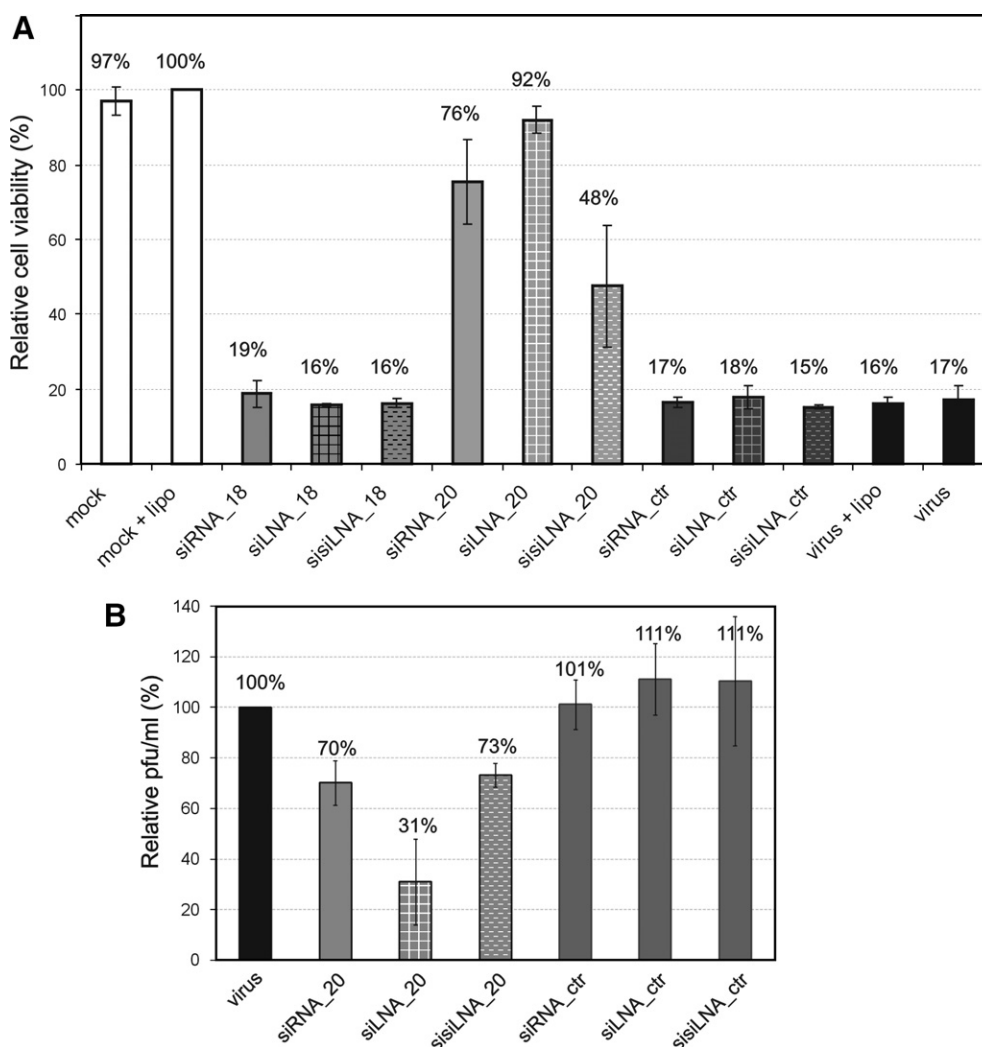 A
97% 100% 19% 16% 16% 76% 92% 48% 17% 18% 15% 16% 17%
Relative cell viability (%)
100
80
60
40
20
0
mock mock + lipo siRNA_18 siLNA_18 sisiLNA_18 siRNA_20 siLNA_20 sisiLNA_20 siRNA_ctr siLNA_ctr sisiLNA_ctr virus + lipo virus
B
100% 70% 31% 73% 101% 111% 111%
Relative pfu/ml (%)
140
120
100
80
60
40
20
0
virus siRNA_20 siLNA_20 sisiLNA_20 siRNA_ctr siLNA_ctr sisiLNA_ctr